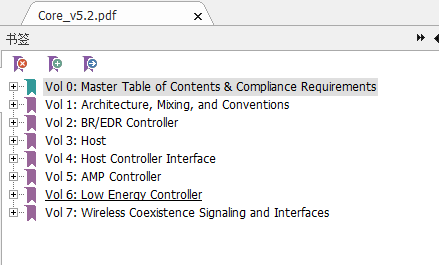 Core_v5.2.pdf
书签
Vol 0: Master Table of Contents & Compliance Requirements
Vol 1: Architecture, Mixing, and Conventions
Vol 2: BR/EDR Controller
Vol 3: Host
Vol 4: Host Controller Interface
Vol 5: AMP Controller
Vol 6: Low Energy Controller
Vol 7: Wireless Coexistence Signaling and Interfaces